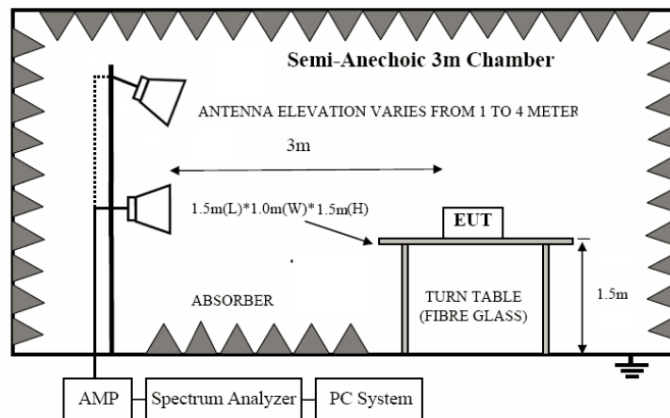 Semi-Anechoic 3m Chamber
ANTENNA ELEVATION VARIES FROM 1 TO 4 METER
3m
1.5m(L)*1.0m(W)*1.5m(H)
EUT
ABSORBER
TURN TABLE
(FIBRE GLASS)
1.5m
AMP
Spectrum Analyzer
PC System